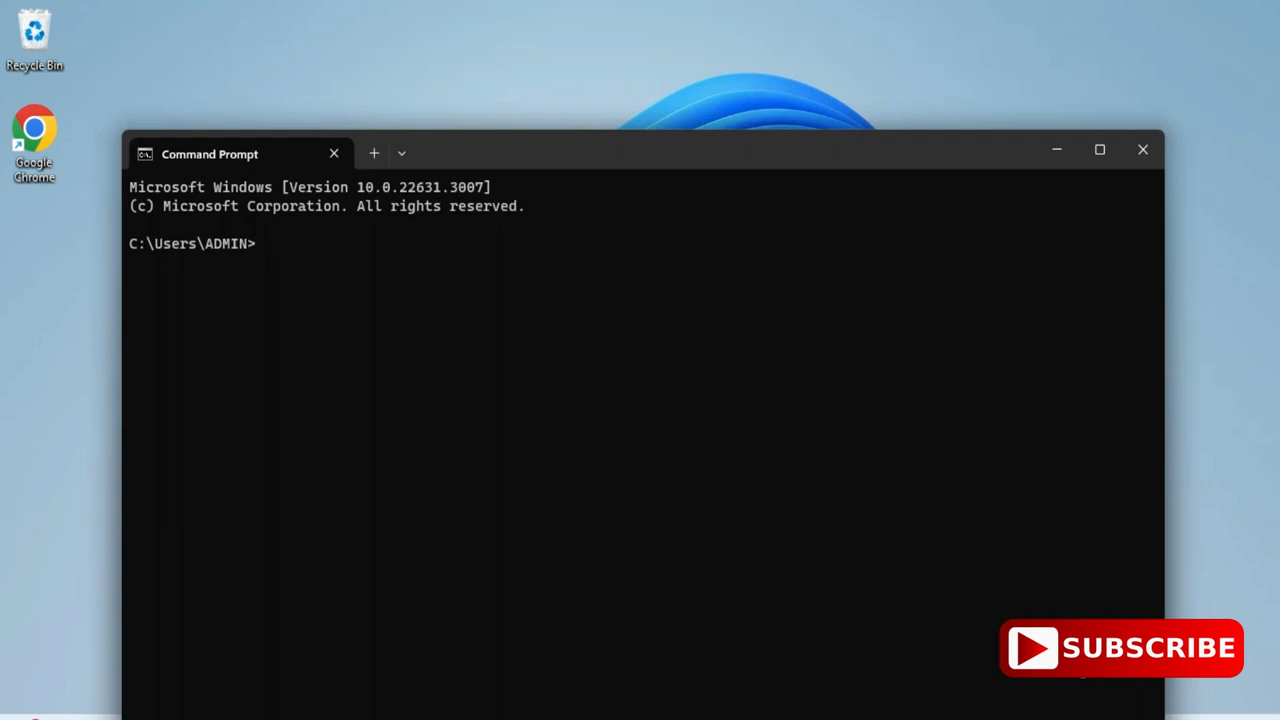 Recycle Bin
Google
Chrome
Command Prompt
Microsoft Windows [Version 10.0.22631.3007]
(c) Microsoft Corporation. All rights reserved.
C:\Users\ADMIN>
SUBSCRIBE